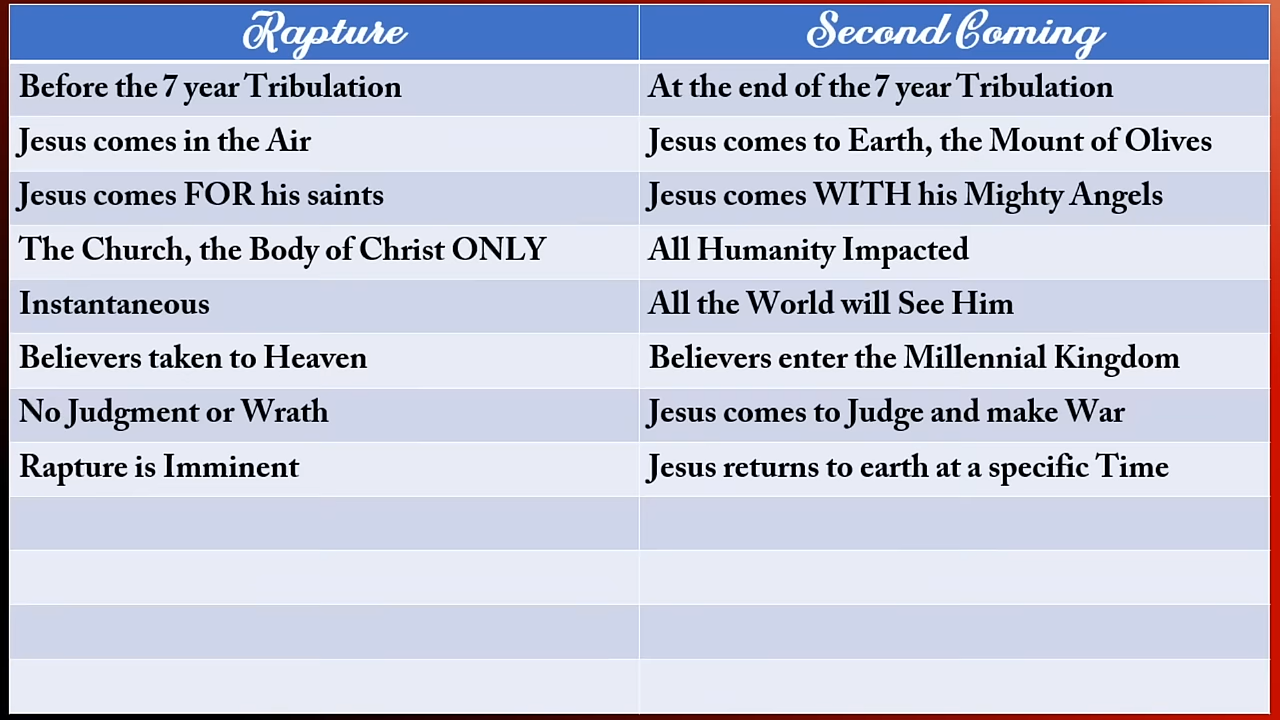 Rapture Second Coming
Before the 7 year Tribulation At the end of the 7 year Tribulation
Jesus comes in the Air Jesus comes to Earth, the Mount of Olives
Jesus comes FOR his saints Jesus comes WITH his Mighty Angels
The Church, the Body of Christ ONLY All Humanity Impacted
Instantaneous All the World will See Him
Believers taken to Heaven Believers enter the Millennial Kingdom
No Judgment or Wrath Jesus comes to Judge and make War
Rapture is Imminent Jesus returns to earth at a specific Time